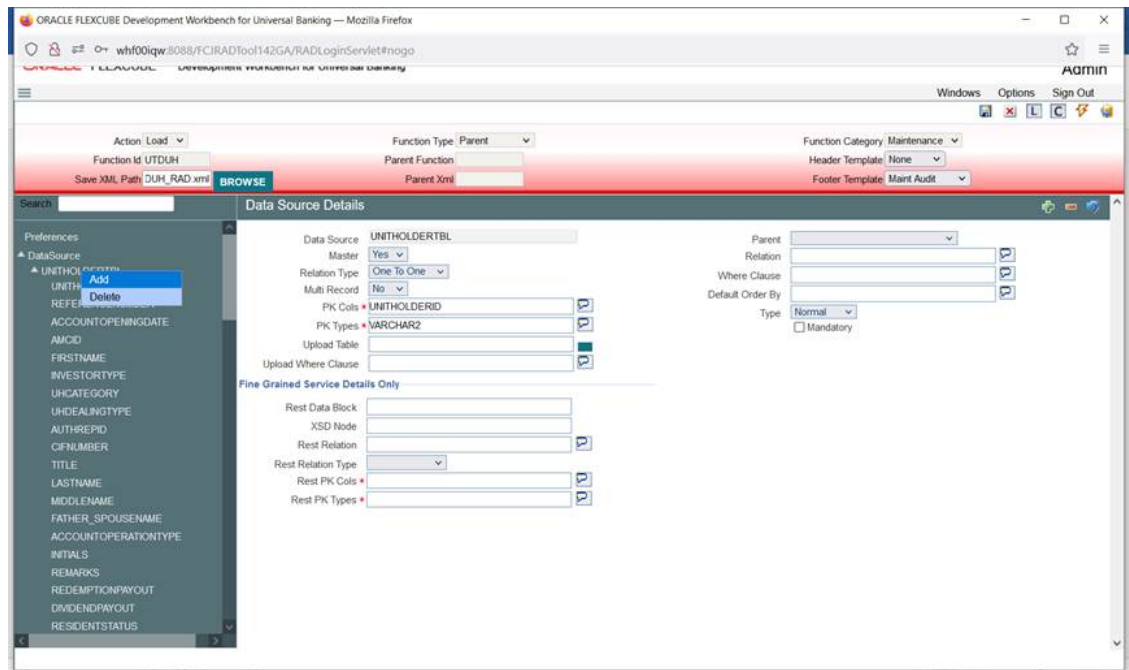 ORACLE FLEXCUBE Development Workbench for Universal Banking — Mozilla Firefox
whf00iqw:8088/FCJRADTool142GA/RADLoginServlet#nogo
ORACLE FLEXCUBE Development Workbench for Universal Banking Admin
Windows Options Sign Out
L C
Action Load Function Type Parent Function Category Maintenance
Function Id UTDUH Parent Function Header Template None
Save XML Path DUH_RAD.xml BROWSE Parent Xml Footer Template Maint Audit
Search Data Source Details
Preferences
DataSource
UNITHOLDERTBL
Add
Delete
ACCOUNTOPENINGDATE
AMCID
FIRSTNAME
INVESTORTYPE
UHCATEGORY
UHDEALINGTYPE
AUTHREPID
CIFNUMBER
TITLE
LASTNAME
MIDDLENAME
FATHER_SPOUSENAME
ACCOUNTOPERATIONTYPE
INITIALS
REMARKS
REDEMPTIONPAYOUT
DIVIDENDPAYOUT
RESIDENTSTATUS
Data Source UNITHOLDERTBL
Master Yes
Relation Type One To One
Multi Record No
PK Cols * UNITHOLDERID
PK Types * VARCHAR2
Upload Table
Upload Where Clause
Fine Grained Service Details Only
Rest Data Block
XSD Node
Rest Relation
Rest Relation Type
Rest PK Cols *
Rest PK Types *
Parent
Relation
Where Clause
Default Order By
Type Normal
Mandatory